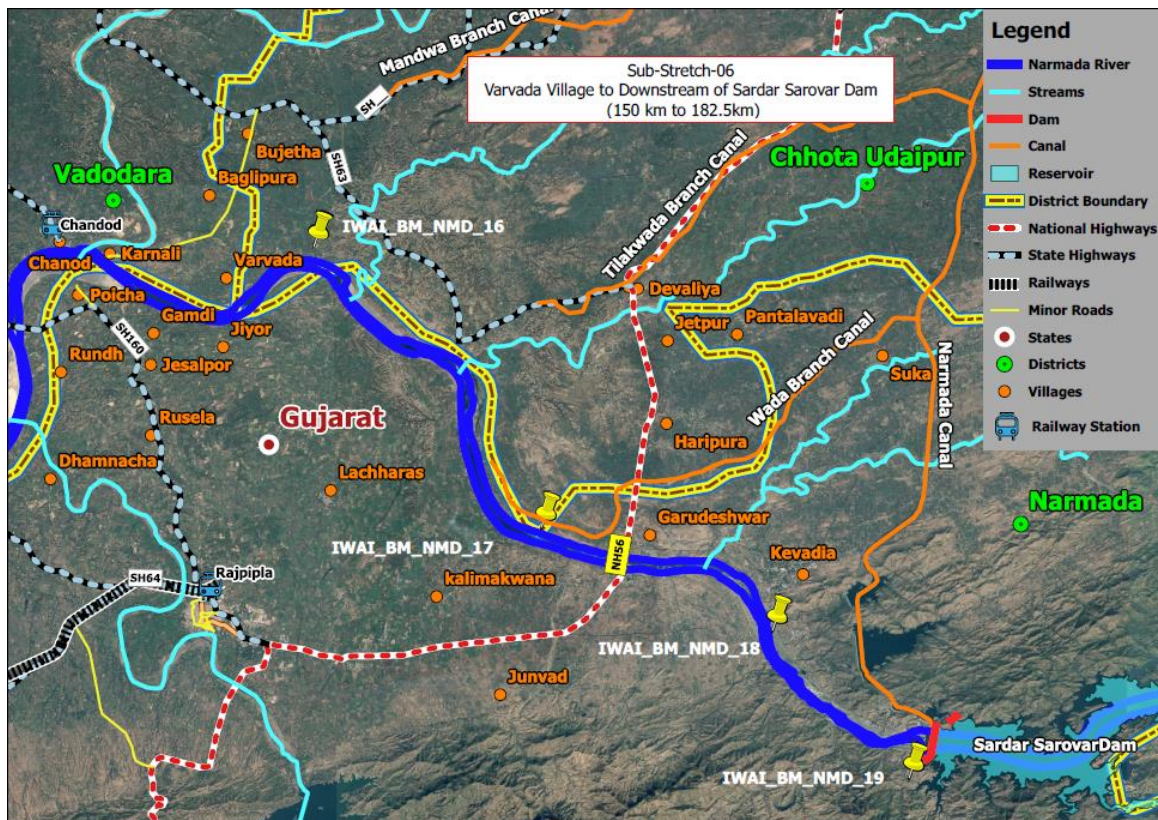 Mandwa Branch Canal
Sub-Stretch-06
Varvada Village to Downstream of Sardar Sarovar Dam
(150 km to 182.5km)
SH_
Bujetha
SH63
Vadodara
Baglipura
Chhota Udaipur
Tilakwada Branch Canal
Chandod
IWAI_BM_NMD_16
Karnali
Chanod
Varvada
Poicha
Devaliya
Gamdi
Jiyor
SH160
Jetpur
Pantalavadi
Rundh
Jesalpor
Suka
Wada Branch Canal
Narmada Canal
Rusela
Gujarat
Haripura
Dhamnacha
Lachharas
Narmada
Garudeshwar
IWAI_BM_NMD_17
NH56
Kevadia
SH64
Rajpipla
kalimakwana
IWAI_BM_NMD_18
Junvad
Sardar SarovarDam
IWAI_BM_NMD_19
Legend
Narmada River
Streams
Dam
Canal
Reservoir
District Boundary
National Highways
State Highways
Railways
Minor Roads
States
Districts
Villages
Railway Station